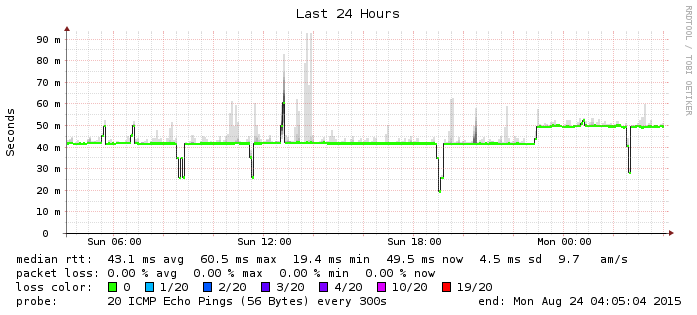 Last 24 Hours
RRDTOOL / TOBI OETIKER
Seconds
90 m
80 m
70 m
60 m
50 m
40 m
30 m
20 m
10 m
0
Sun 06:00 Sun 12:00 Sun 18:00 Mon 00:00
median rtt: 43.1 ms avg 60.5 ms max 19.4 ms min 49.5 ms now 4.5 ms sd 9.7 am/s
packet loss: 0.00 % avg 0.00 % max 0.00 % min 0.00 % now
loss color: 0 1/20 2/20 3/20 4/20 10/20 19/20
probe: 20 ICMP Echo Pings (56 Bytes) every 300s end: Mon Aug 24 04:05:04 2015